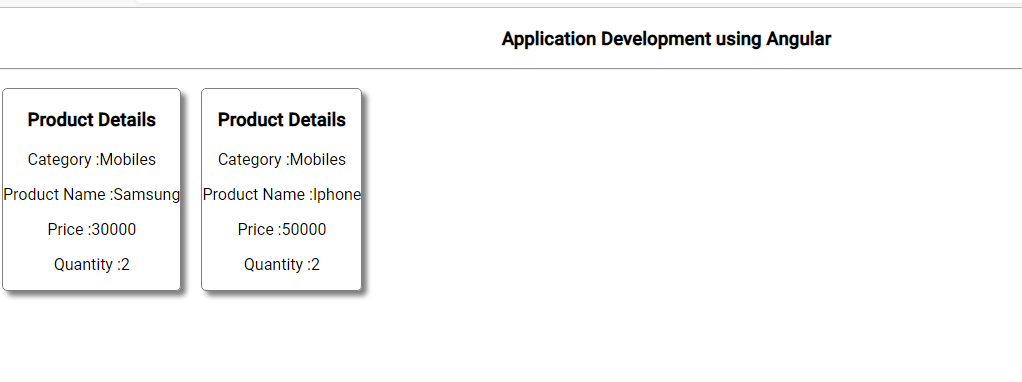 Application Development using Angular
Product Details
Category :Mobiles
Product Name :Samsung
Price :30000
Quantity :2
Product Details
Category :Mobiles
Product Name :Iphone
Price :50000
Quantity :2